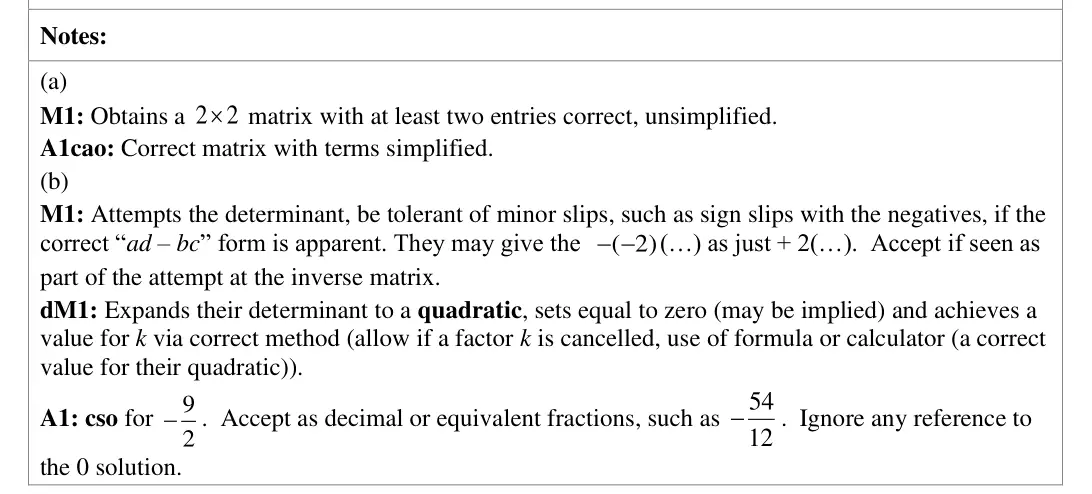 Notes:
(a)
M1: Obtains a 2×2 matrix with at least two entries correct, unsimplified.
A1cao: Correct matrix with terms simplified.
(b)
M1: Attempts the determinant, be tolerant of minor slips, such as sign slips with the negatives, if the
correct “ad – bc” form is apparent. They may give the −(−2)(…) as just + 2(…). Accept if seen as
part of the attempt at the inverse matrix.
dM1: Expands their determinant to a quadratic, sets equal to zero (may be implied) and achieves a
value for k via correct method (allow if a factor k is cancelled, use of formula or calculator (a correct
value for their quadratic)).
A1: cso for −9/2. Accept as decimal or equivalent fractions, such as −54/12. Ignore any reference to
the 0 solution.